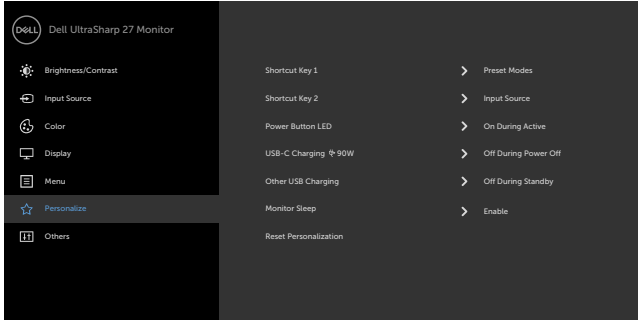 DELL Dell UltraSharp 27 Monitor
Brightness/Contrast
Input Source
Color
Display
Menu
Personalize
Others
Shortcut Key 1 Preset Modes
Shortcut Key 2 Input Source
Power Button LED On During Active
USB-C Charging 90W Off During Power Off
Other USB Charging Off During Standby
Monitor Sleep Enable
Reset Personalization